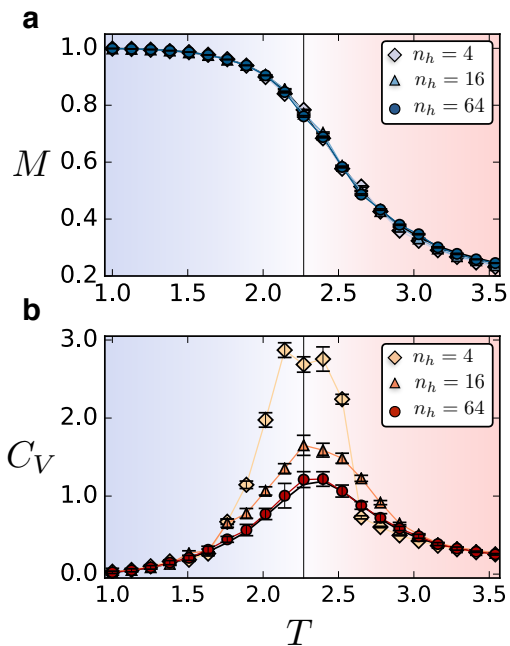 a
1.0
0.8
0.6
0.4
0.2
M
n_h = 4
n_h = 16
n_h = 64
1.0 1.5 2.0 2.5 3.0 3.5
b
3.0
2.0
1.0
0.0
C_V
n_h = 4
n_h = 16
n_h = 64
1.0 1.5 2.0 2.5 3.0 3.5
T